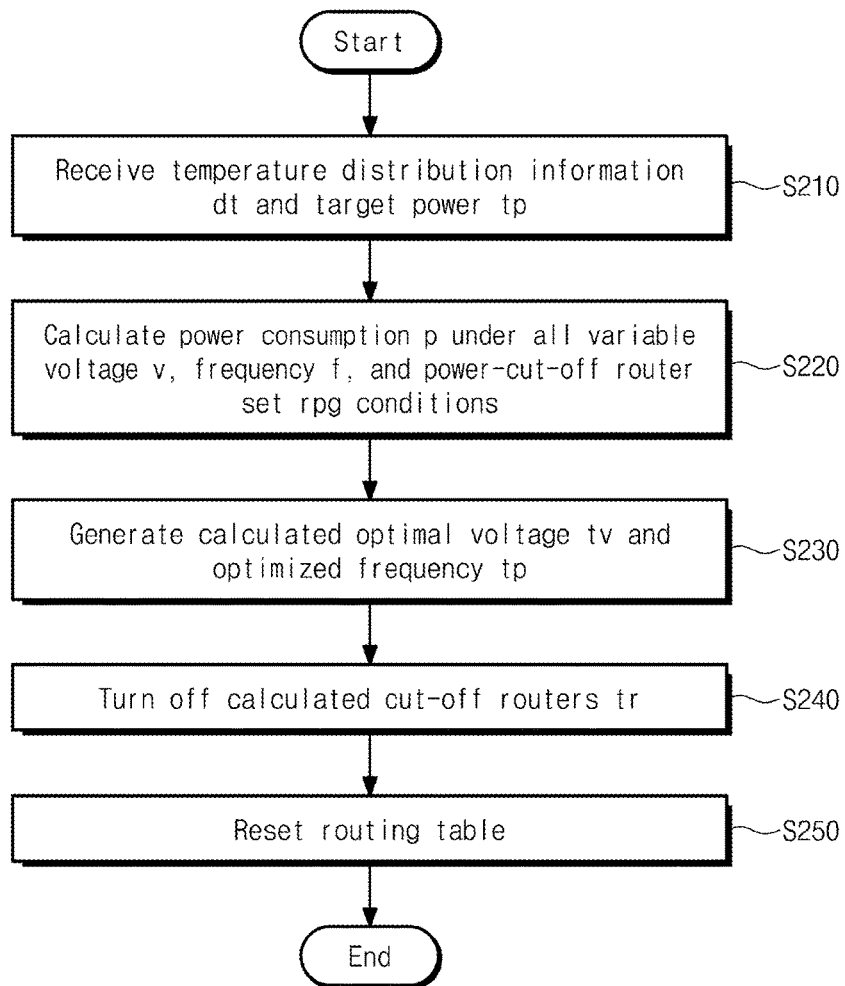 Start
Receive temperature distribution information
dt and target power tp
S210
Calculate power consumption p under all variable
voltage v, frequency f, and power-cut-off router
set rpg conditions
S220
Generate calculated optimal voltage tv and
optimized frequency tp
S230
Turn off calculated cut-off routers tr
S240
Reset routing table
S250
End